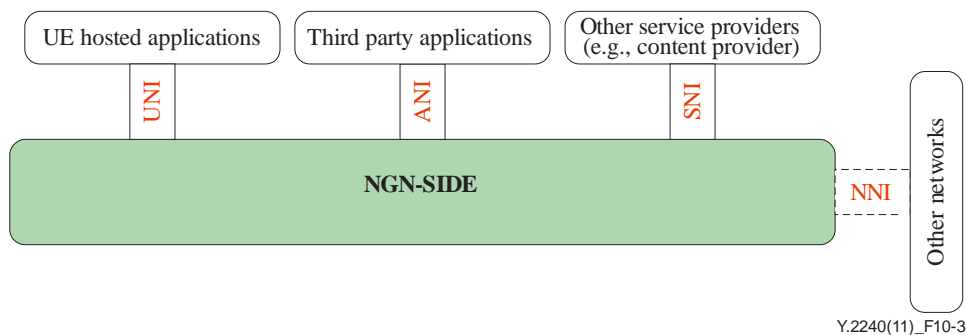 UE hosted applications
Third party applications
Other service providers
(e.g., content provider)
UNI
ANI
SNI
NGN-SIDE
NNI
Other networks
Y.2240(11)_F10-3